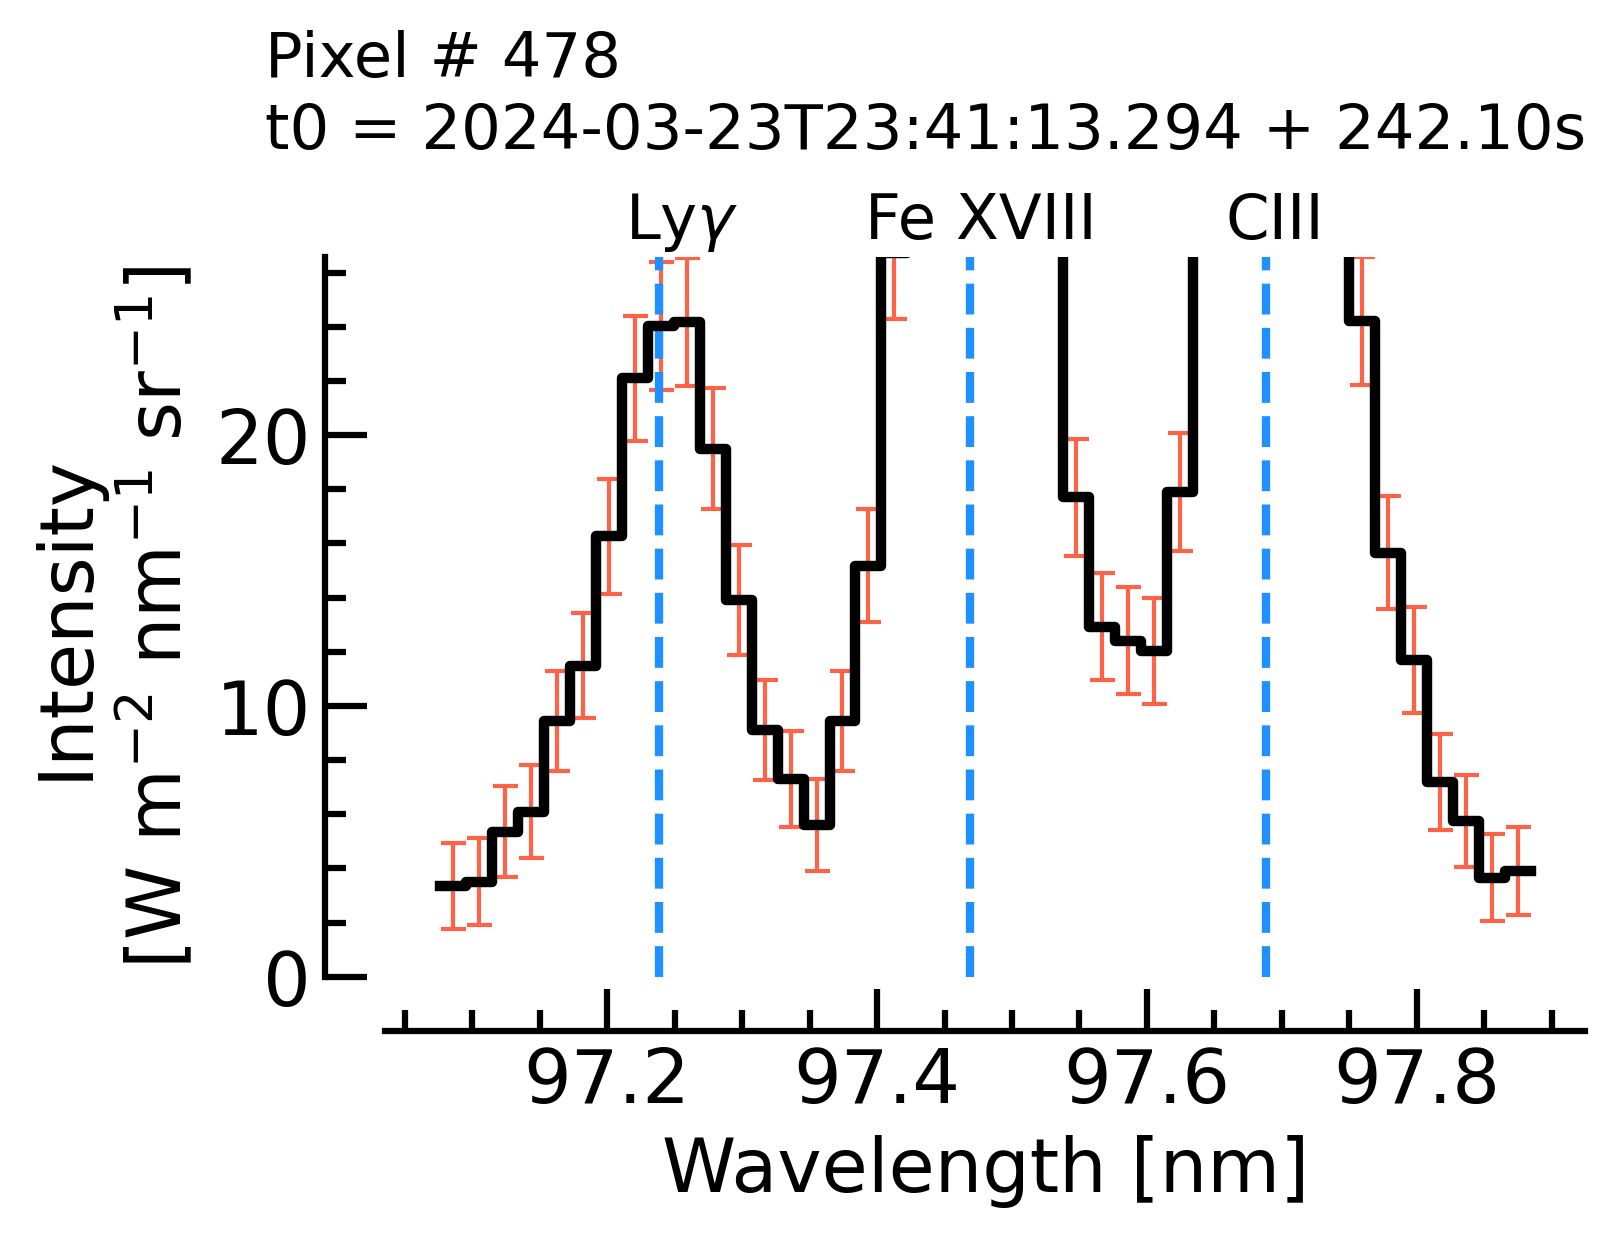 Pixel # 478
t0 = 2024-03-23T23:41:13.294 + 242.10s
Lyγ Fe XVIII CIII
Intensity
[W m⁻² nm⁻¹ sr⁻¹]
20
10
0
97.2 97.4 97.6 97.8
Wavelength [nm]